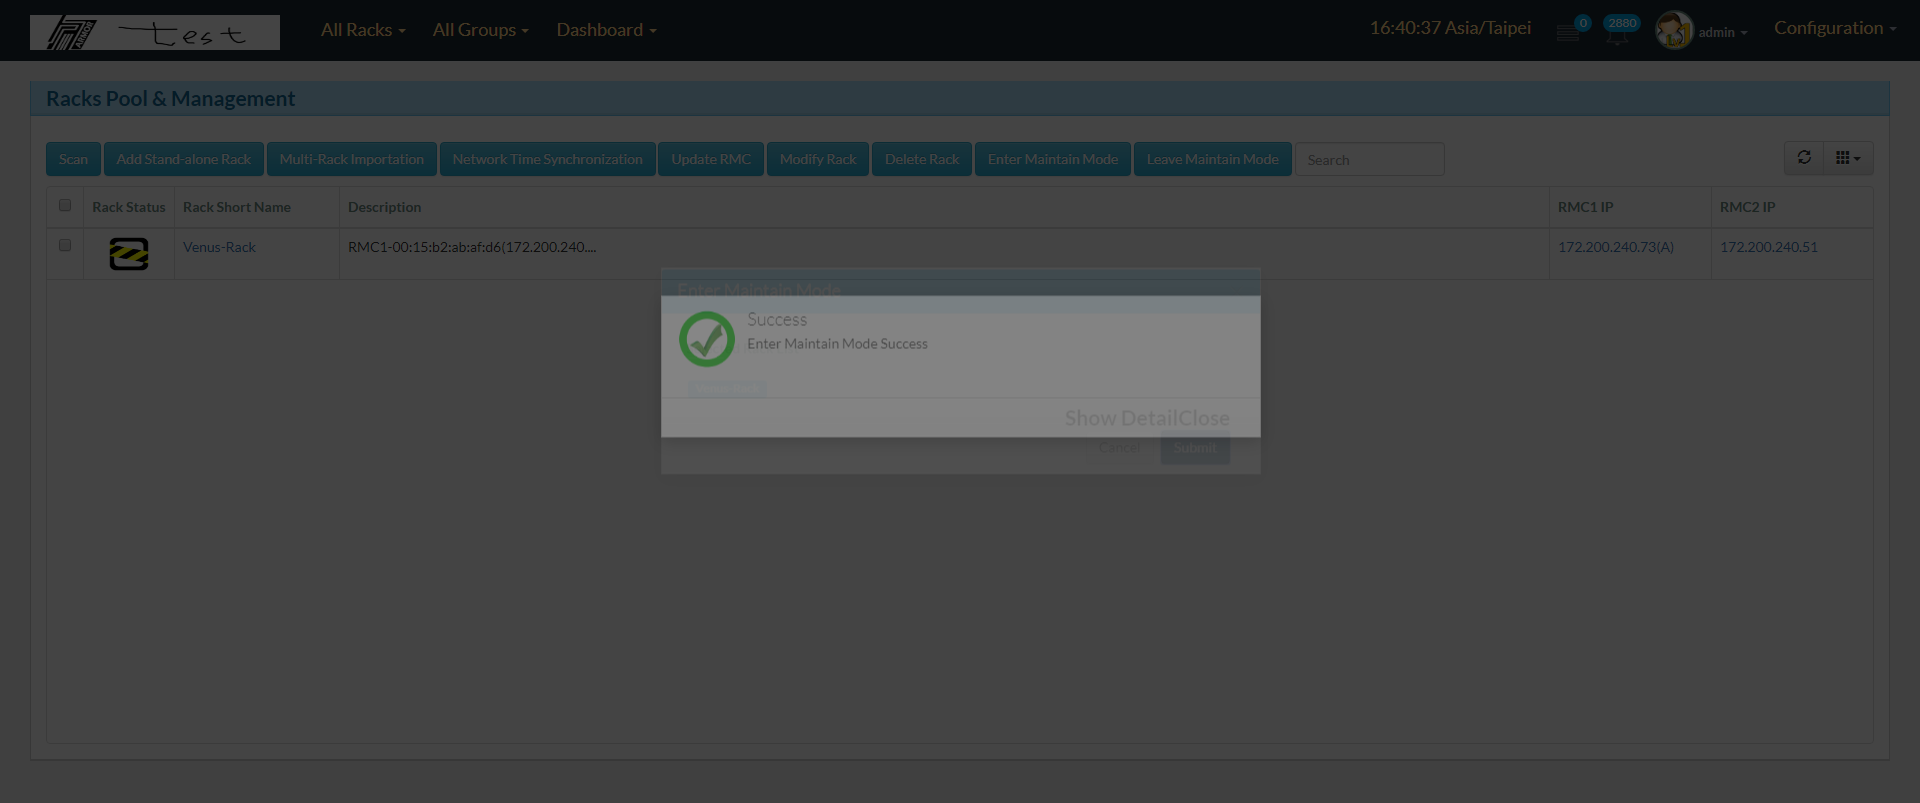 ARMOR test
All Racks
All Groups
Dashboard
16:40:37 Asia/Taipei
0
2880
admin
Configuration
Racks Pool & Management
Scan
Add Stand-alone Rack
Multi-Rack Importation
Network Time Synchronization
Update RMC
Modify Rack
Delete Rack
Enter Maintain Mode
Leave Maintain Mode
Search
Rack Status
Rack Short Name
Description
RMC1 IP
RMC2 IP
Venus-Rack
RMC1-00:15:b2:ab:af:d6(172.200.240....
172.200.240.73(A)
172.200.240.51
Enter Maintain Mode
Success
Enter Maintain Mode Success
Show DetailClose
Cancel
Submit